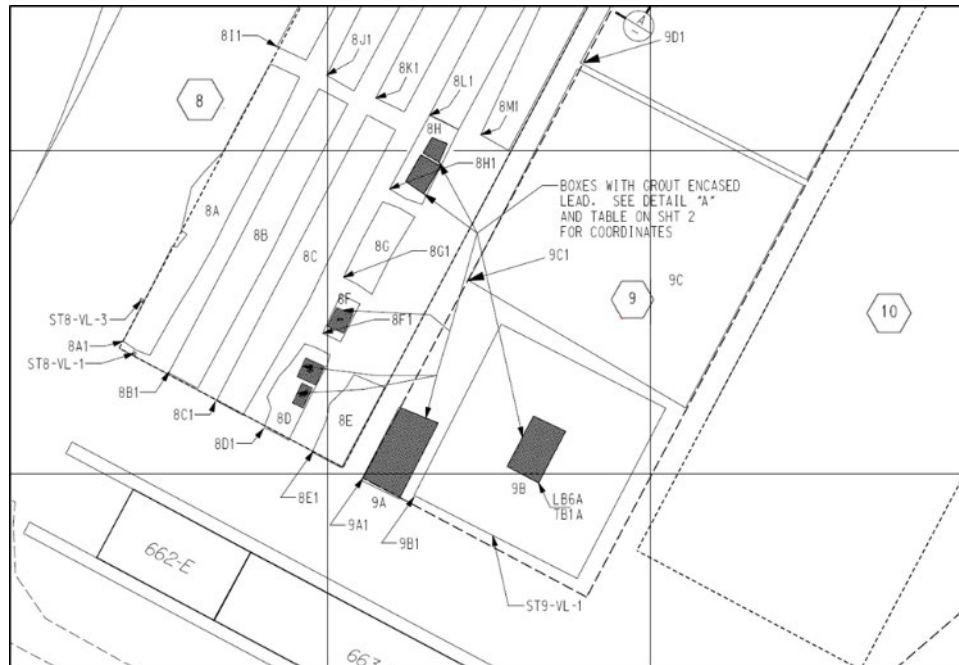 8I1
8J1
8K1
8L1
8M1
9D1
A
8
8H
8H1
BOXES WITH GROUT ENCASED
LEAD. SEE DETAIL "A"
AND TABLE ON SHT 2
FOR COORDINATES
8A
8B
8C
8G
8G1
9C1
9
9C
10
8F
8F1
ST8-VL-3
8A1
ST8-VL-1
8B1
8C1
8D1
8D
8E
8E1
9A
9A1
9B1
9B
LB6A
TB1A
ST9-VL-1
662-E